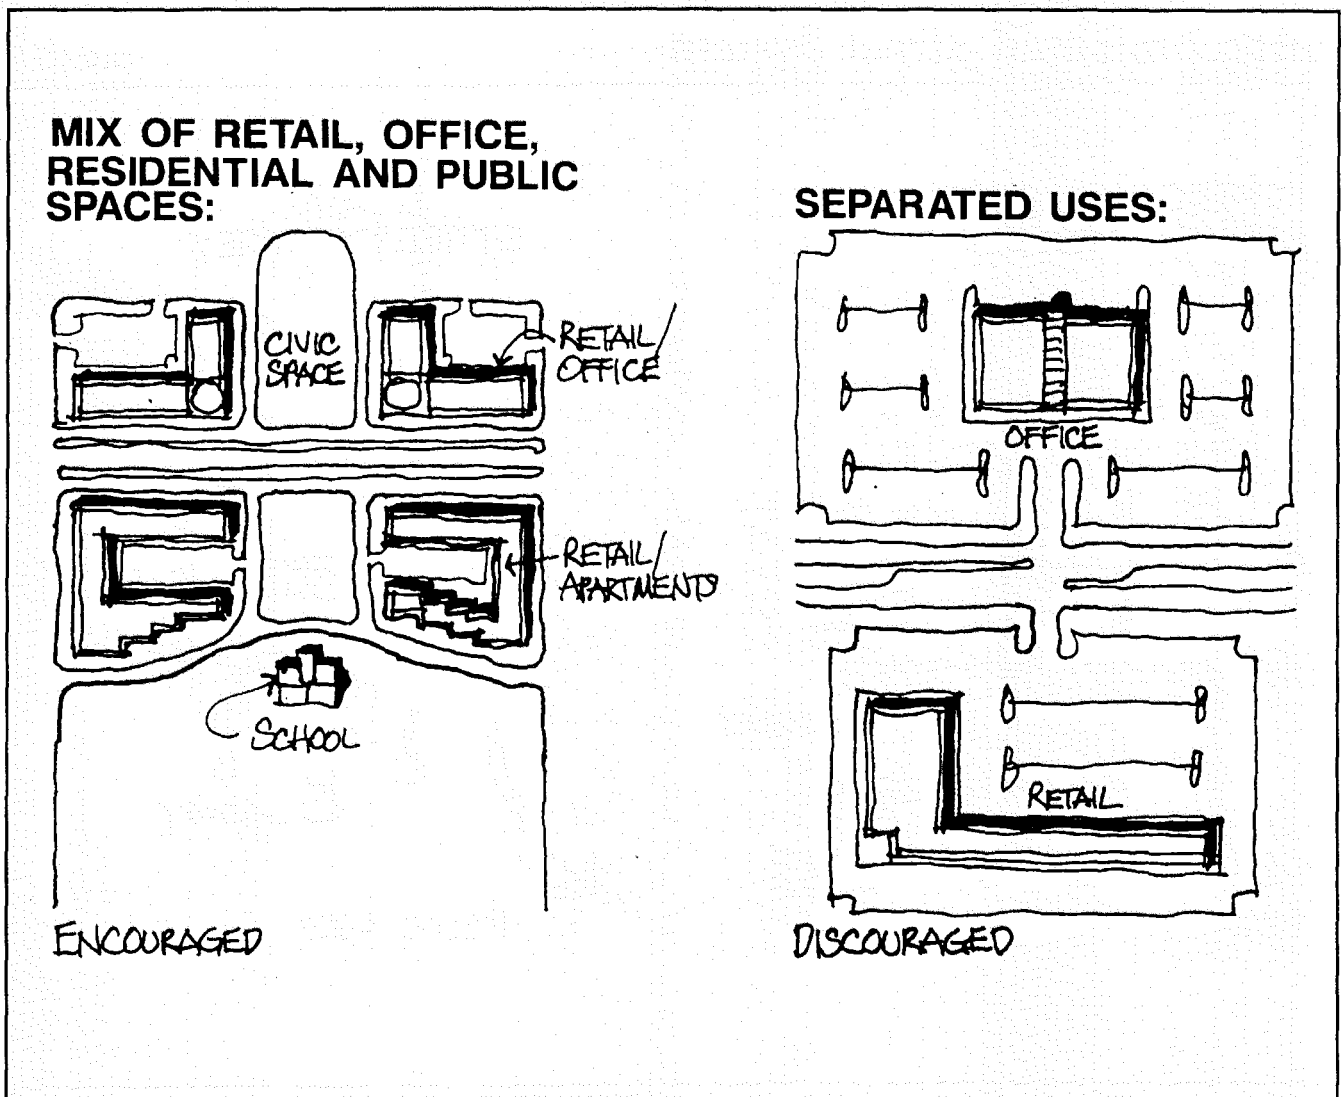 MIX OF RETAIL, OFFICE,
RESIDENTIAL AND PUBLIC
SPACES:
CIVIC
SPACE
RETAIL/
OFFICE
RETAIL/
APARTMENTS
SCHOOL
ENCOURAGED
SEPARATED USES:
OFFICE
RETAIL
DISCOURAGED